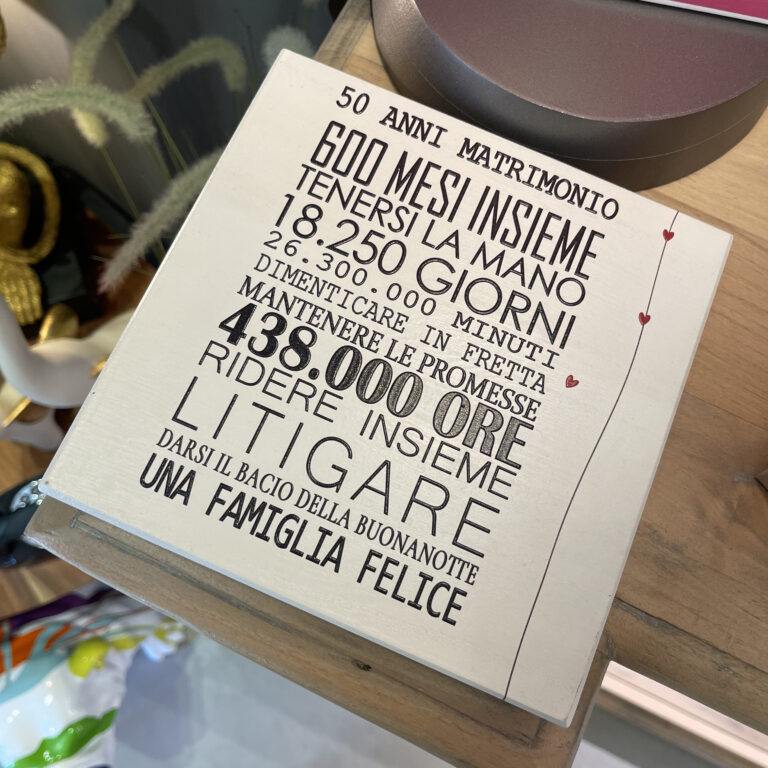 50 ANNI MATRIMONIO
600 MESI INSIEME
TENERSI LA MANO
18.250 GIORNI
26.300.000 MINUTI
DIMENTICARE IN FRETTA
MANTENERE LE PROMESSE
438.000 ORE
RIDERE INSIEME
LITIGARE
DARSI IL BACIO DELLA BUONANOTTE
UNA FAMIGLIA FELICE